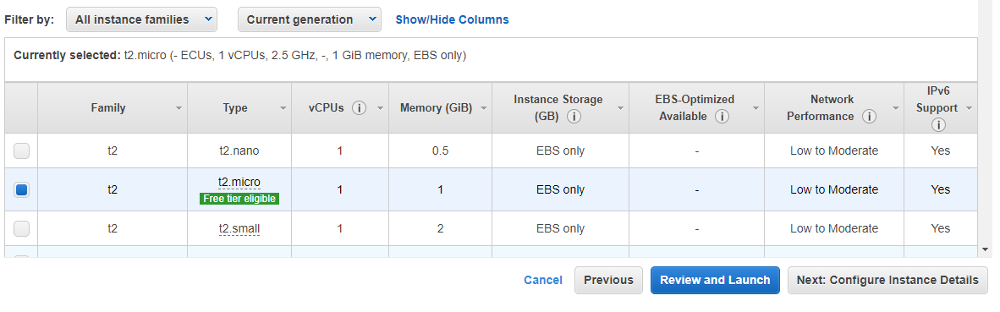 Filter by: All instance families Current generation Show/Hide Columns
Currently selected: t2.micro (- ECUs, 1 vCPUs, 2.5 GHz, -, 1 GiB memory, EBS only)
Family Type vCPUs i Memory (GiB) Instance Storage (GB) i EBS-Optimized Available i Network Performance i IPv6 Support i
t2 t2.nano 1 0.5 EBS only - Low to Moderate Yes
t2 t2.micro 1 1 EBS only - Low to Moderate Yes
Free tier eligible
t2 t2.small 1 2 EBS only - Low to Moderate Yes
Cancel Previous Review and Launch Next: Configure Instance Details